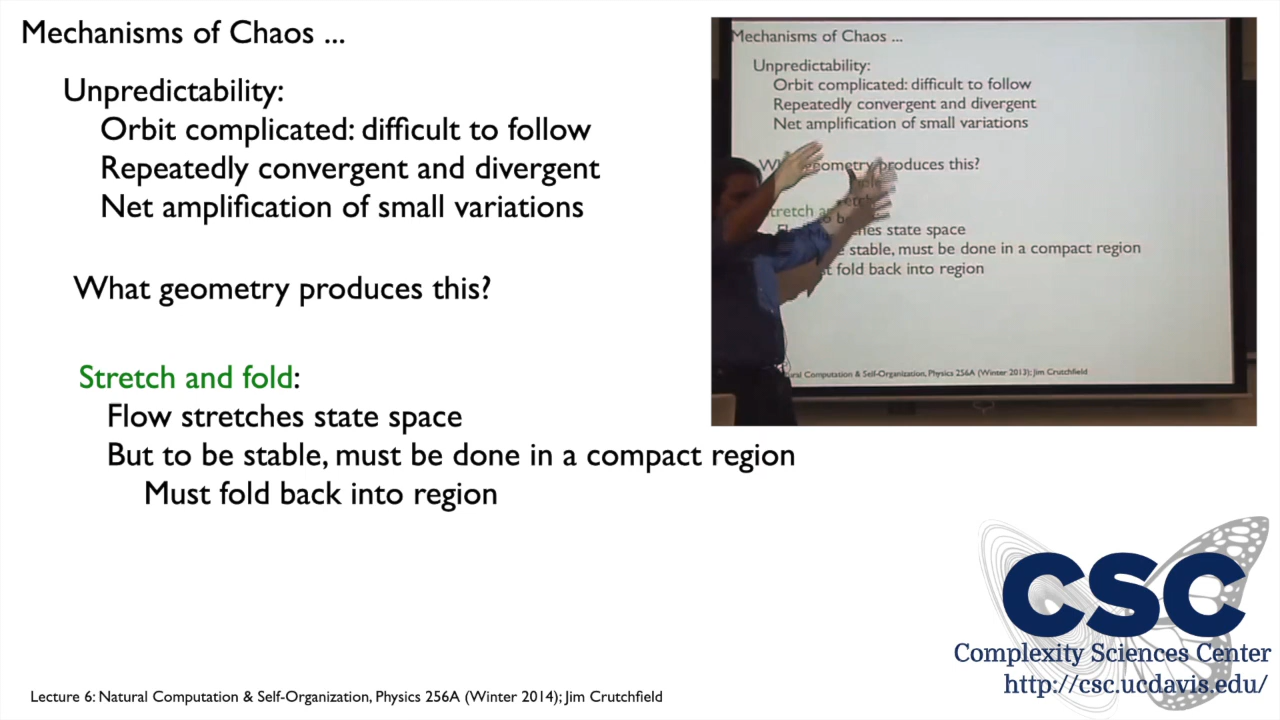 Mechanisms of Chaos ...
Unpredictability:
Orbit complicated: difficult to follow
Repeatedly convergent and divergent
Net amplification of small variations
What geometry produces this?
Stretch and fold:
Flow stretches state space
But to be stable, must be done in a compact region
Must fold back into region
Mechanisms of Chaos ...
Unpredictability:
Orbit complicated: difficult to follow
Repeatedly convergent and divergent
Net amplification of small variations
geometry produces this?
state space
stable, must be done in a compact region
fold back into region
Computation & Self-Organization, Physics 256A (Winter 2013); Jim Crutchfield
CSC
Complexity Sciences Center
http://csc.ucdavis.edu/
Lecture 6: Natural Computation & Self-Organization, Physics 256A (Winter 2014); Jim Crutchfield